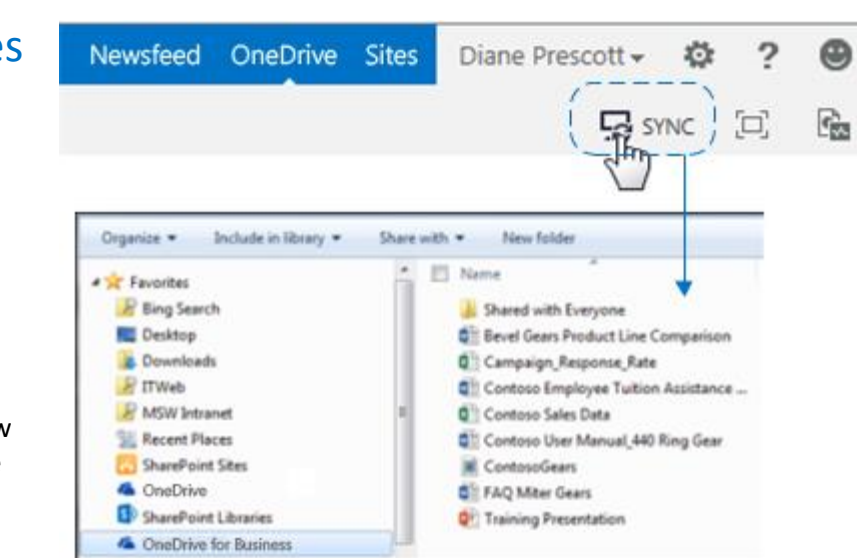 es
Newsfeed OneDrive Sites Diane Prescott ?
SYNC
Organize Include in library Share with New folder
Favorites
Bing Search
Desktop
Downloads
ITWeb
MSW Intranet
Recent Places
SharePoint Sites
OneDrive
SharePoint Libraries
OneDrive for Business
Name
Shared with Everyone
Bevel Gears Product Line Comparison
Campaign_Response_Rate
Contoso Employee Tuition Assistance ...
Contoso Sales Data
Contoso User Manual_440 Ring Gear
ContosoGears
FAQ Miter Gears
Training Presentation
w